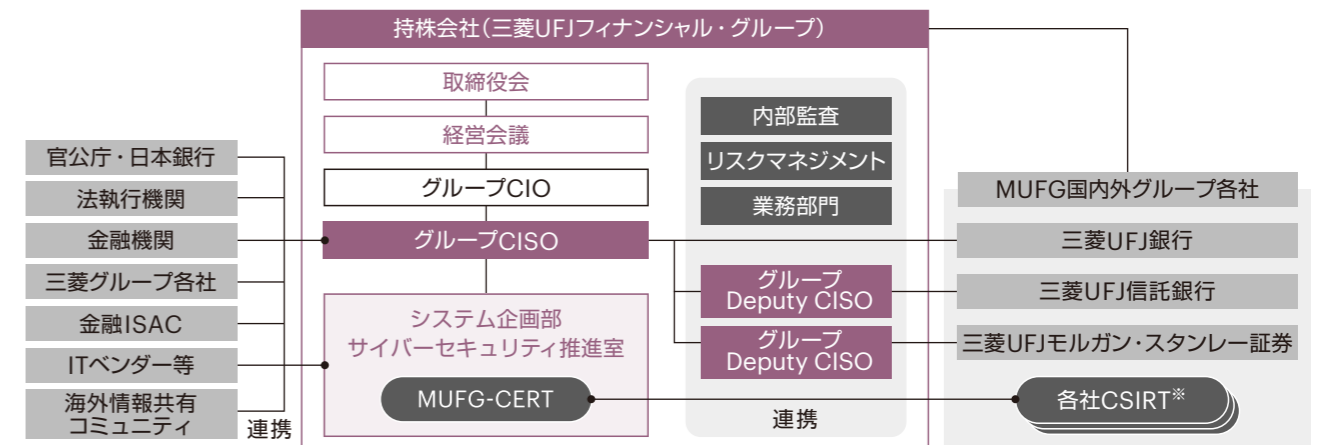 持株会社(三菱UFJフィナンシャル・グループ)
取締役会
経営会議
グループCIO
グループCISO
システム企画部
サイバーセキュリティ推進室
MUFG-CERT
官公庁・日本銀行
法執行機関
金融機関
三菱グループ各社
金融ISAC
ITベンダー等
海外情報共有
コミュニティ
連携
内部監査
リスクマネジメント
業務部門
グループ
Deputy CISO
グループ
Deputy CISO
連携
MUFG国内外グループ各社
三菱UFJ銀行
三菱UFJ信託銀行
三菱UFJモルガン・スタンレー証券
各社CSIRT※